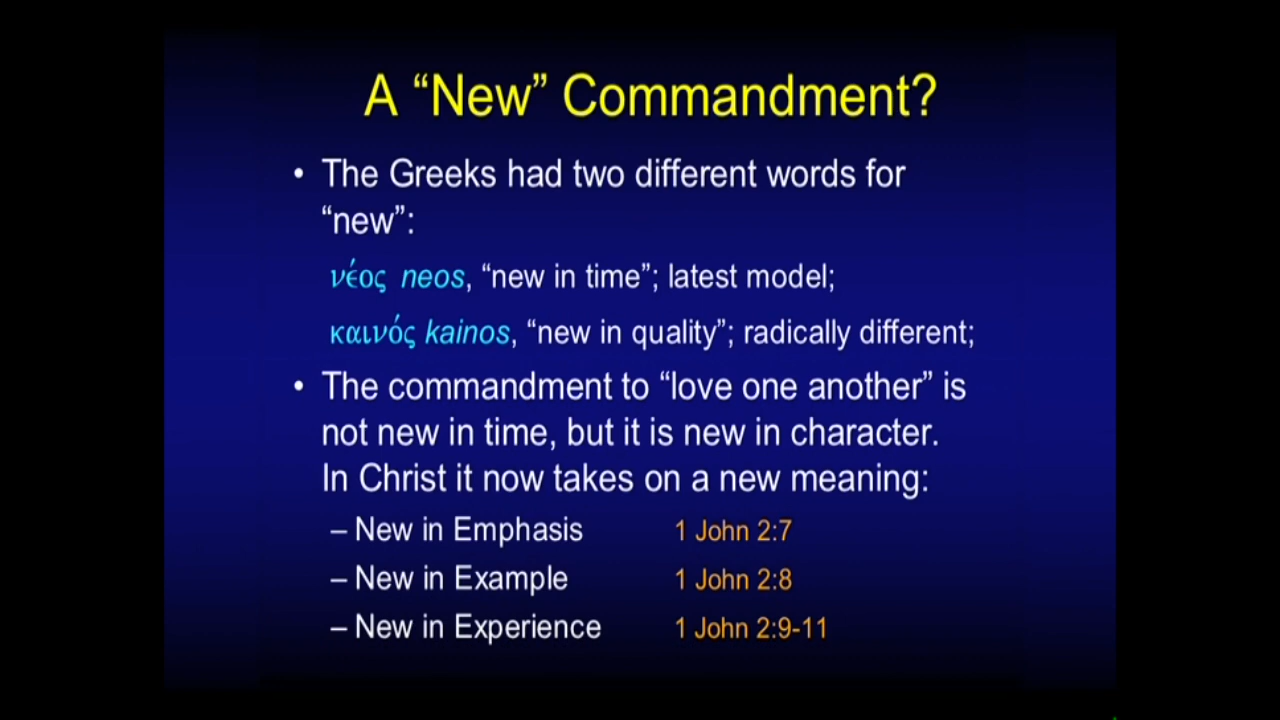 A “New” Commandment?
• The Greeks had two different words for
“new”:
νέος neos, “new in time”; latest model;
καινός kainos, “new in quality”; radically different;
• The commandment to “love one another” is
not new in time, but it is new in character.
In Christ it now takes on a new meaning:
– New in Emphasis 1 John 2:7
– New in Example 1 John 2:8
– New in Experience 1 John 2:9-11